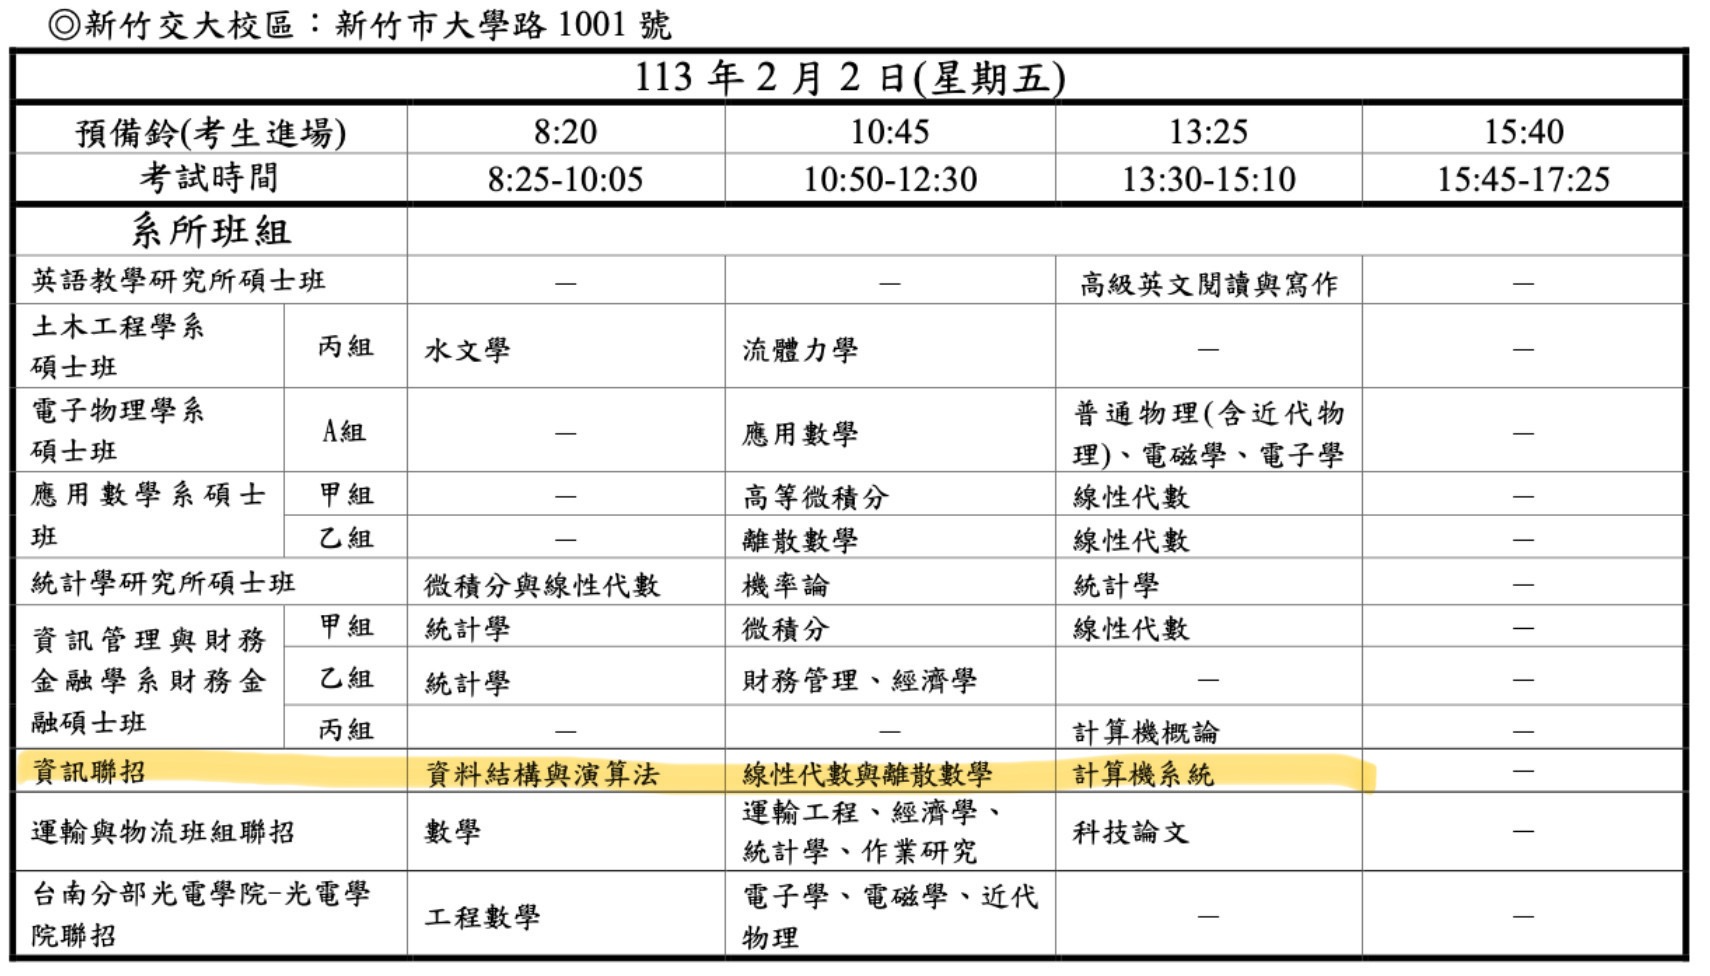 ◎新竹交大校區：新竹市大學路 1001 號
113 年 2 月 2 日(星期五)
預備鈴(考生進場) 8:20 10:45 13:25 15:40
考試時間 8:25-10:05 10:50-12:30 13:30-15:10 15:45-17:25
系所班組
英語教學研究所碩士班 — — 高級英文閱讀與寫作 —
土木工程學系
碩士班
丙組 水文學 流體力學 — —
電子物理學系
碩士班
A組 — 應用數學
普通物理(含近代物
理)、電磁學、電子學
—
應用數學系碩士
班
甲組 — 高等微積分 線性代數 —
乙組 — 離散數學 線性代數 —
統計學研究所碩士班 微積分與線性代數 機率論 統計學 —
資訊管理與財務
金融學系財務金
融碩士班
甲組 統計學 微積分 線性代數 —
乙組 統計學 財務管理、經濟學 — —
丙組 — — 計算機概論 —
資訊聯招 資料結構與演算法 線性代數與離散數學 計算機系統 —
運輸與物流班組聯招 數學
運輸工程、經濟學、
統計學、作業研究
科技論文 —
台南分部光電學院-光電學
院聯招
工程數學
電子學、電磁學、近代
物理
— —